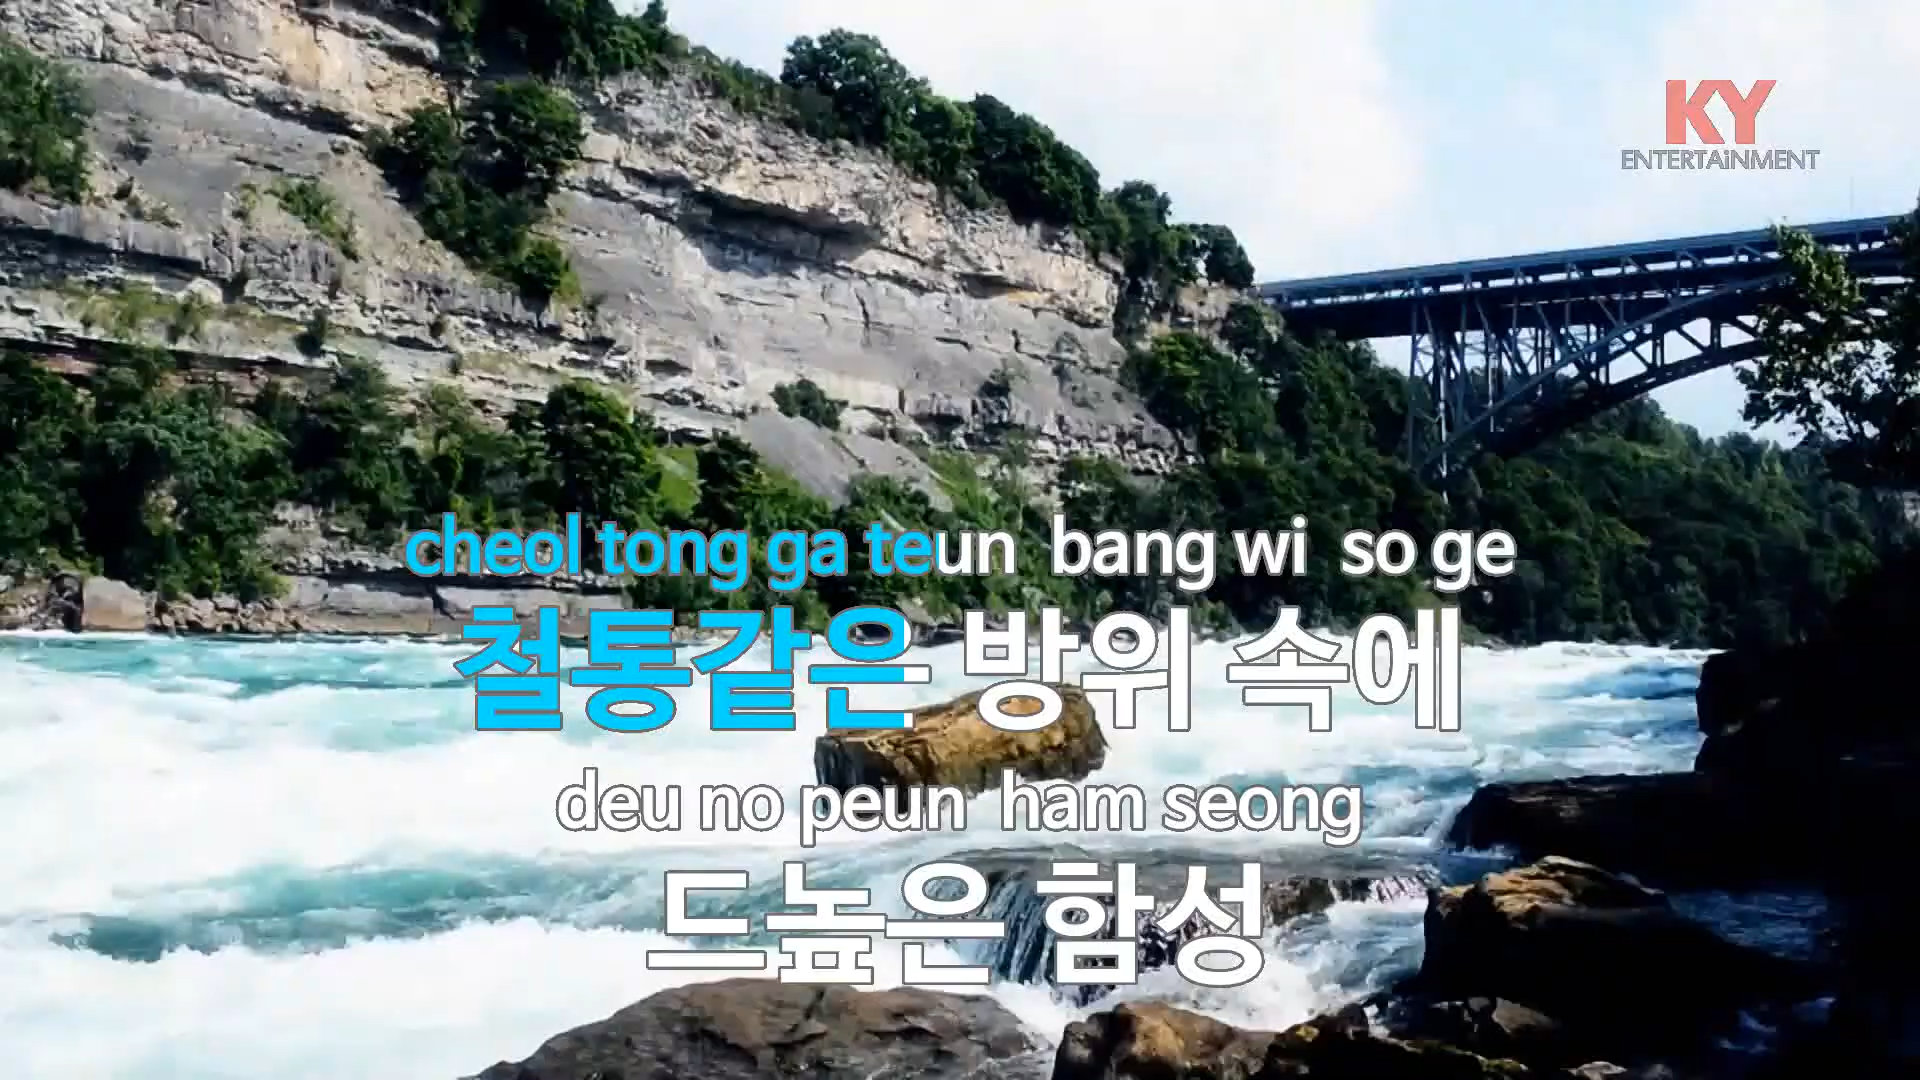 KY
ENTERTAiNMENT
cheol tong ga teun bang wi so ge
철통같은 방위 속에
deu no peun ham seong
드높은 함성